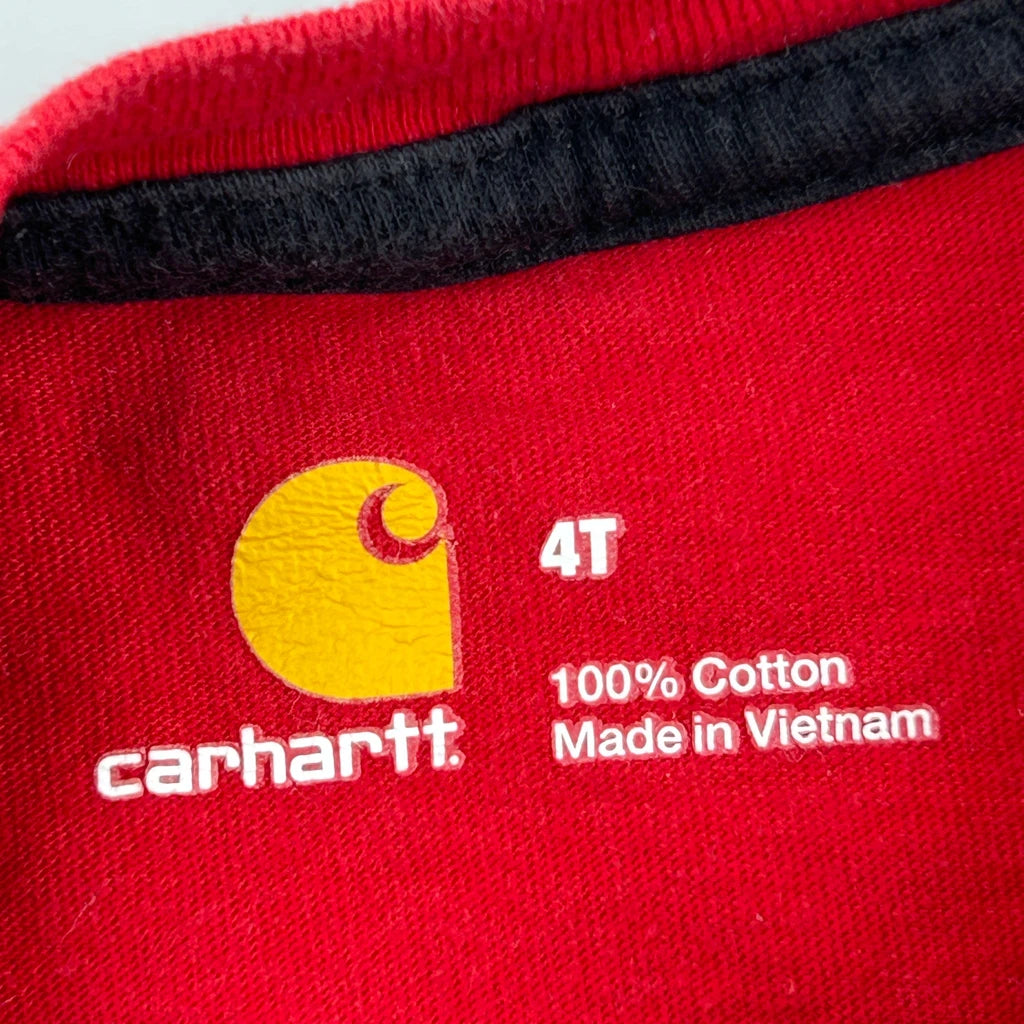 carhartt.
4T
100% Cotton
Made in Vietnam